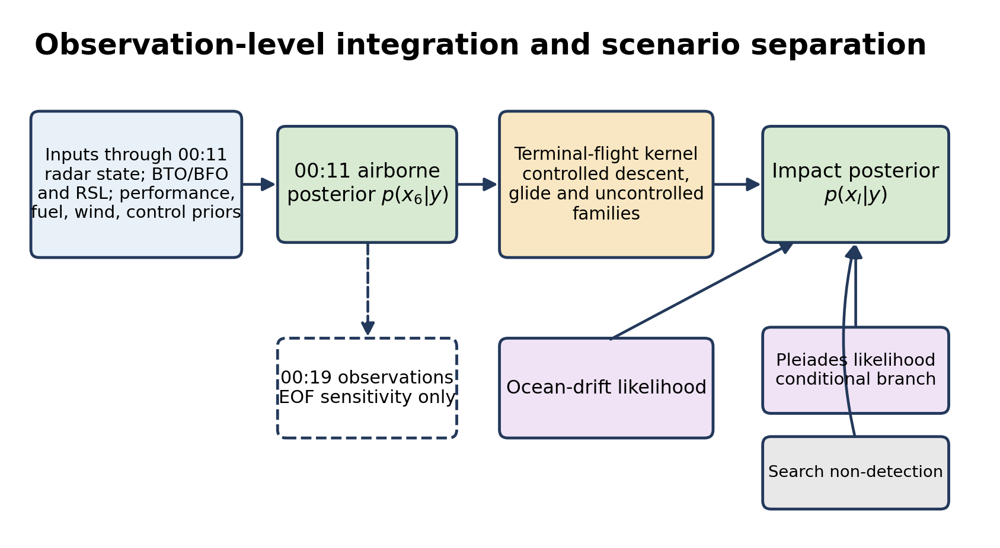 Observation-level integration and scenario separation
Inputs through 00:11
radar state; BTO/BFO
and RSL; performance,
fuel, wind, control priors
00:11 airborne
posterior p(x₆|y)
Terminal-flight kernel
controlled descent,
glide and uncontrolled
families
Impact posterior
p(x_I|y)
00:19 observations
EOF sensitivity only
Ocean-drift likelihood
Pleiades likelihood
conditional branch
Search non-detection